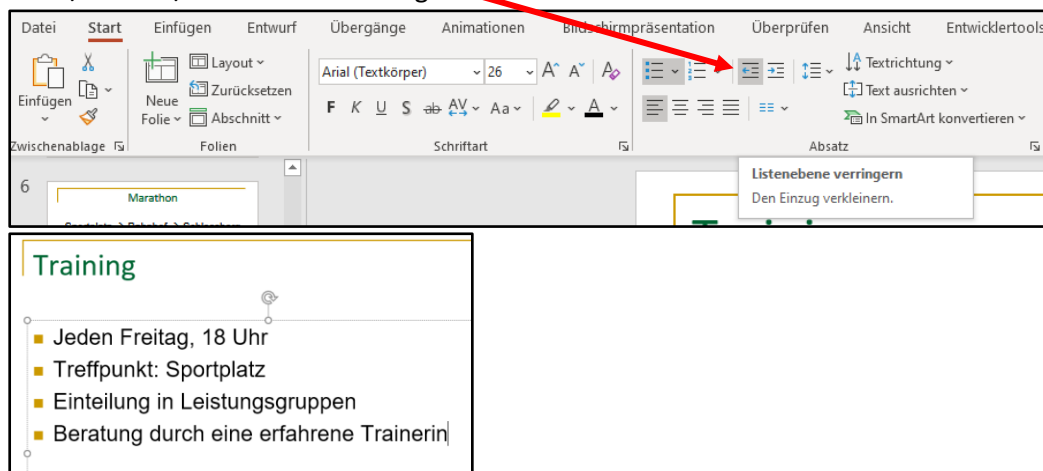 Datei Start Einfügen Entwurf Übergänge Animationen Bildschirmpräsentation Überprüfen Ansicht Entwicklertools
Layout
Arial (Textkörper) 26 A^ A˅ A
Textrichtung
Einfügen
Neue Folie
Zurücksetzen
Text ausrichten
Abschnitt
F K U S ab AV Aa A
In SmartArt konvertieren
Zwischenablage Folien Schriftart Absatz
Listenebene verringern
Den Einzug verkleinern.
6
Marathon
Training
Jeden Freitag, 18 Uhr
Treffpunkt: Sportplatz
Einteilung in Leistungsgruppen
Beratung durch eine erfahrene Trainerin